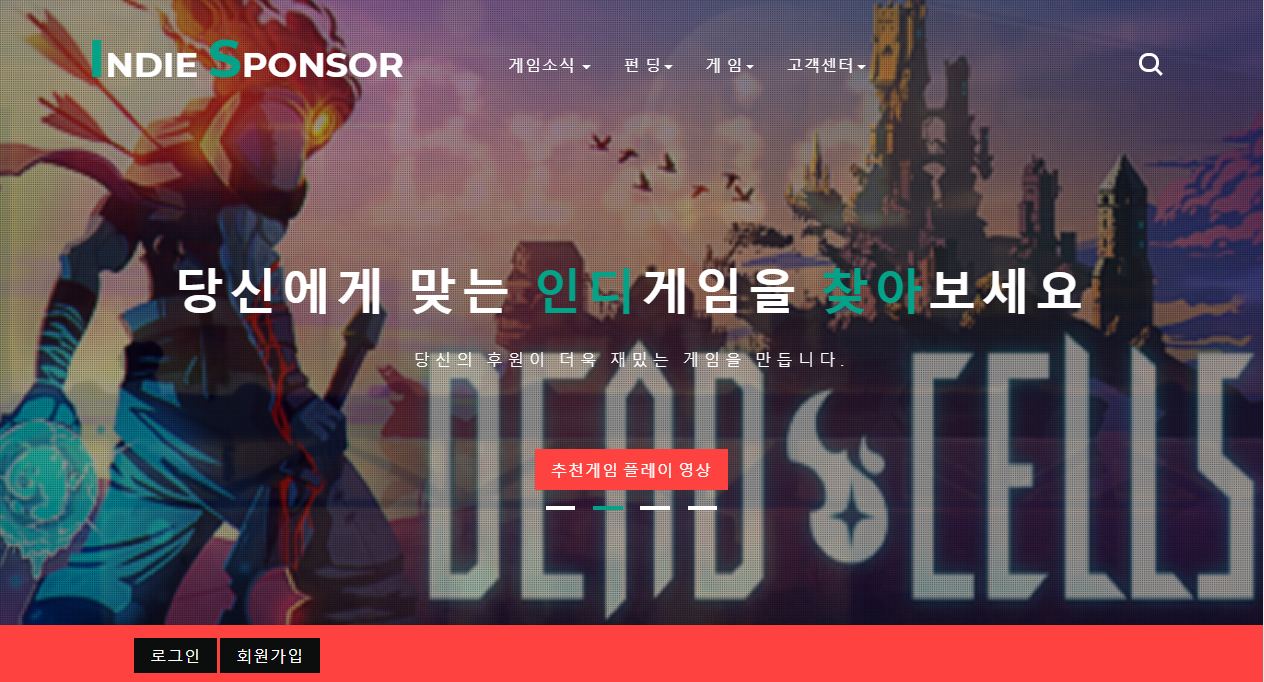 INDIE SPONSOR
게임소식 펀 딩 게 임 고객센터
당신에게 맞는 인디게임을 찾아보세요
당신의 후원이 더욱 재밌는 게임을 만듭니다.
DEAD CELLS
추천게임 플레이 영상
로그인 회원가입